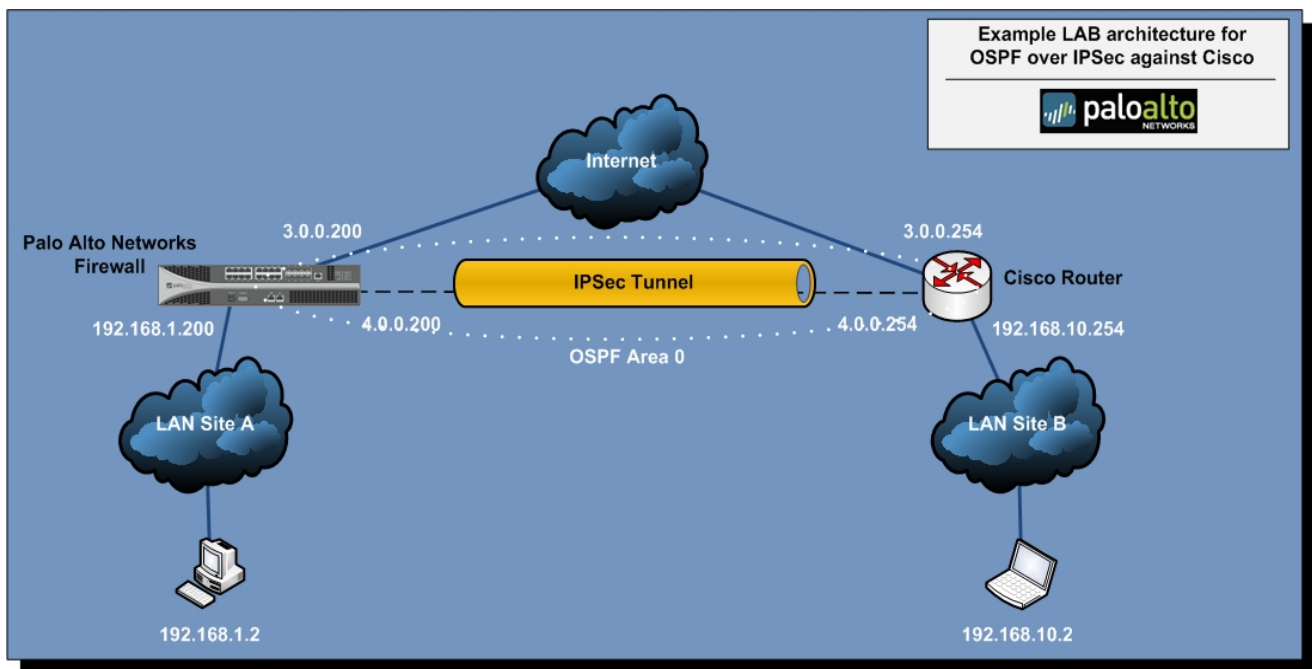 Example LAB architecture for
OSPF over IPSec against Cisco
paloalto
NETWORKS
Internet
3.0.0.200
3.0.0.254
Palo Alto Networks
Firewall
IPSec Tunnel
Cisco Router
192.168.1.200
4.0.0.200
4.0.0.254
192.168.10.254
OSPF Area 0
LAN Site A
LAN Site B
192.168.1.2
192.168.10.2